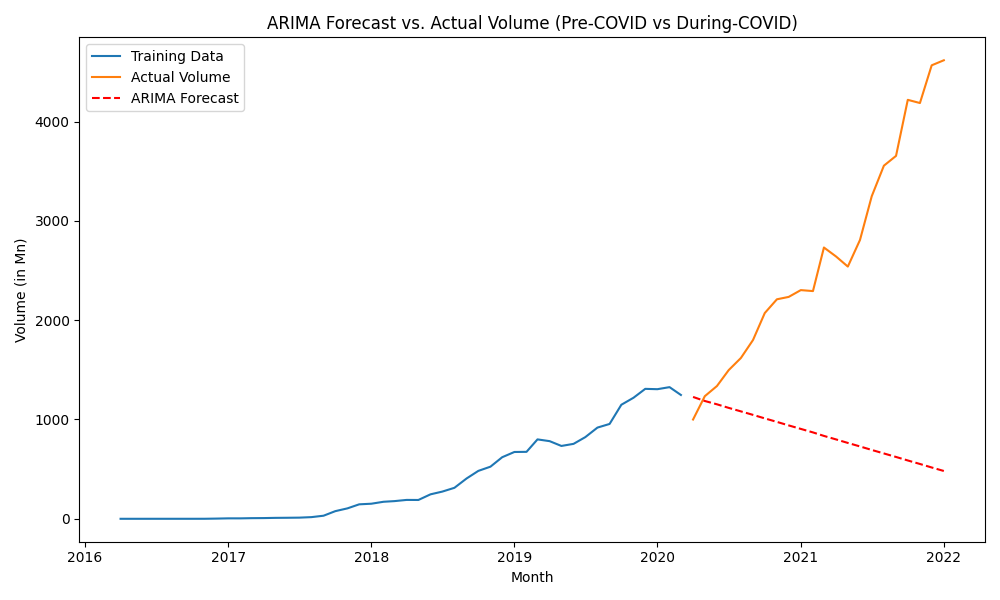 ARIMA Forecast vs. Actual Volume (Pre-COVID vs During-COVID)
Training Data
Actual Volume
ARIMA Forecast
Volume (in Mn)
4000
3000
2000
1000
0
2016 2017 2018 2019 2020 2021 2022
Month